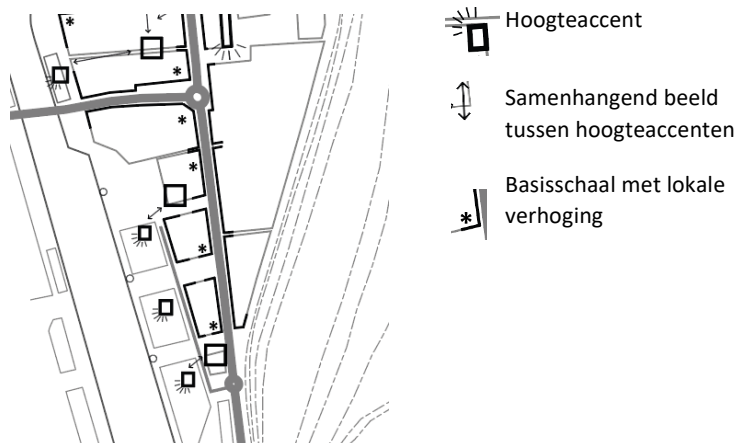 Hoogteaccent
Samenhangend beeld
tussen hoogteaccenten
Basisschaal met lokale
verhoging